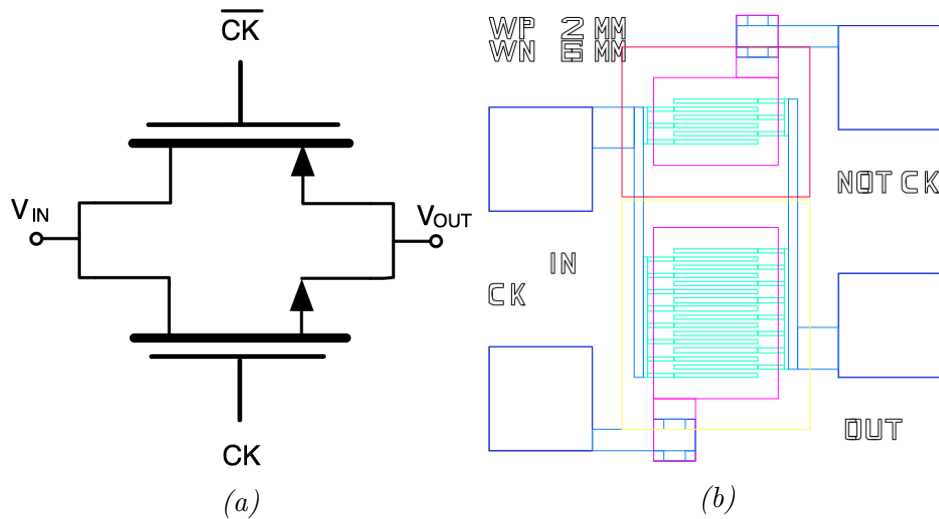 CK
V IN
V OUT
CK
(a)
WP 2 MM
WN 6 MM
NOT CK
IN
CK
OUT
(b)